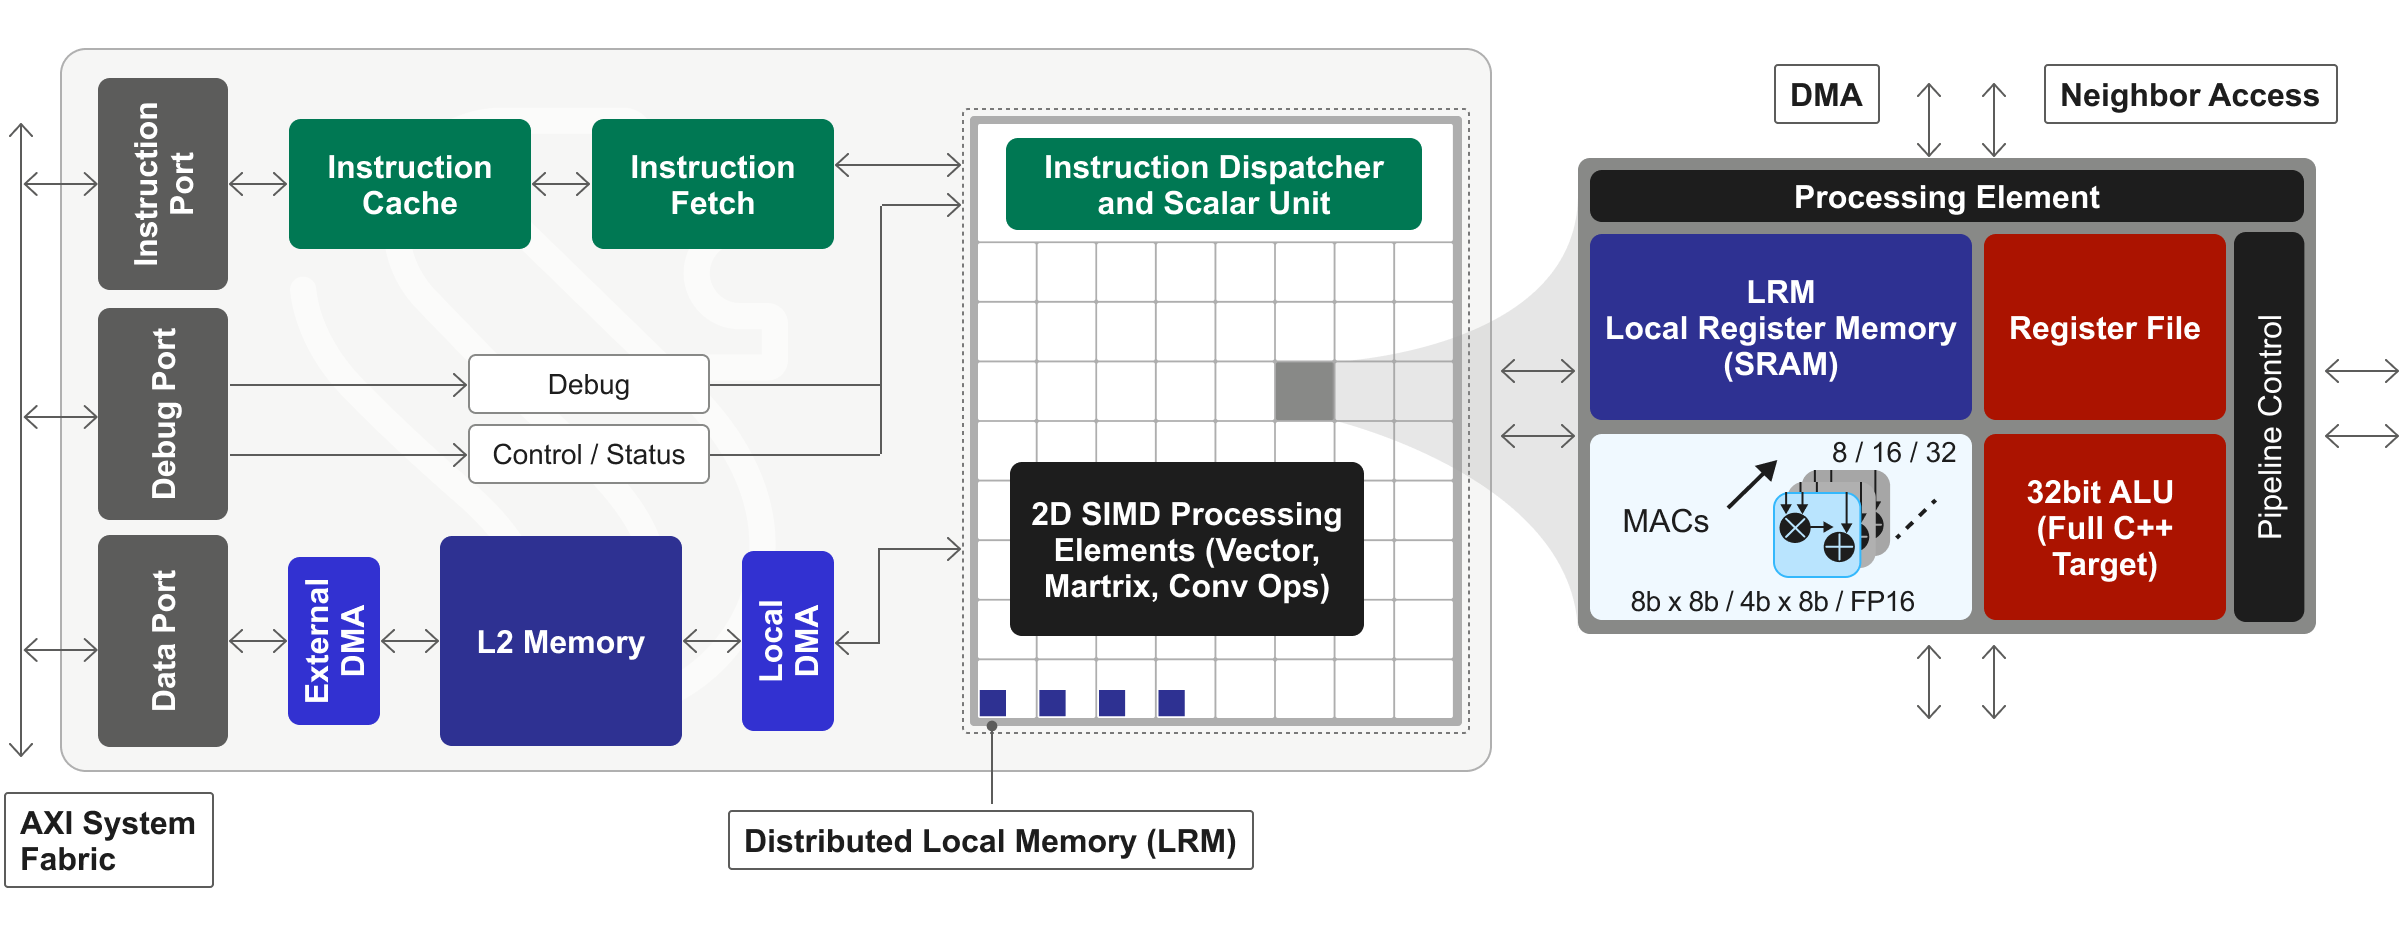 Instruction
Port
Instruction
Cache
Instruction
Fetch
Instruction Dispatcher
and Scalar Unit
Debug Port
Debug
Control / Status
Data Port
External
DMA
L2 Memory
Local
DMA
2D SIMD Processing
Elements (Vector,
Martrix, Conv Ops)
AXI System
Fabric
Distributed Local Memory (LRM)
DMA
Neighbor Access
Processing Element
LRM
Local Register Memory
(SRAM)
Register File
MACs
8 / 16 / 32
8b x 8b / 4b x 8b / FP16
32bit ALU
(Full C++
Target)
Pipeline Control